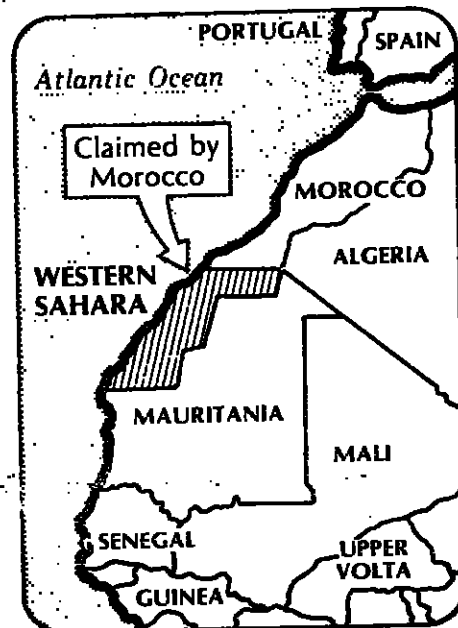 PORTUGAL
SPAIN
Atlantic Ocean
Claimed by
Morocco
MOROCCO
ALGERIA
WESTERN
SAHARA
MAURITANIA
MALI
SENEGAL
UPPER
VOLTA
GUINEA